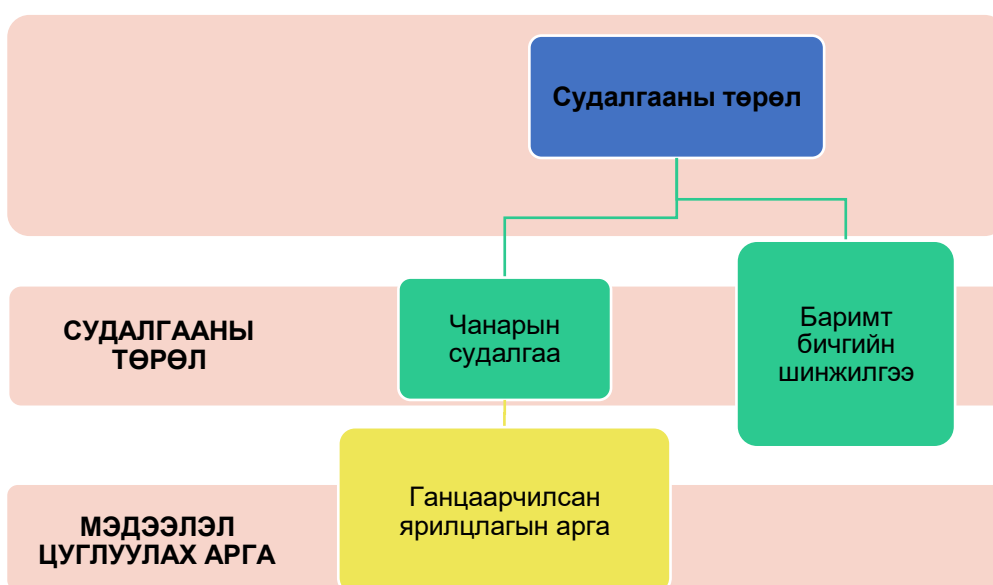 Судалгааны төрөл
СУДАЛГААНЫ
ТӨРӨЛ
Чанарын
судалгаа
Баримт
бичгийн
шинжилгээ
МЭДЭЭЛЭЛ
ЦУГЛУУЛАХ АРГА
Ганцаарчилсан
ярилцлагын арга